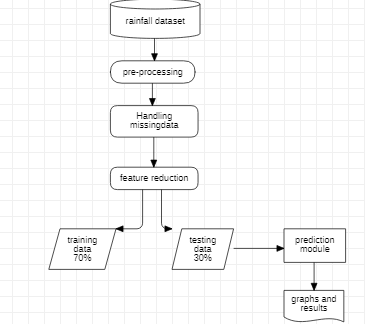 rainfall dataset
pre-processing
Handling
missingdata
feature reduction
training
data
70%
testing
data
30%
prediction
module
graphs and
results